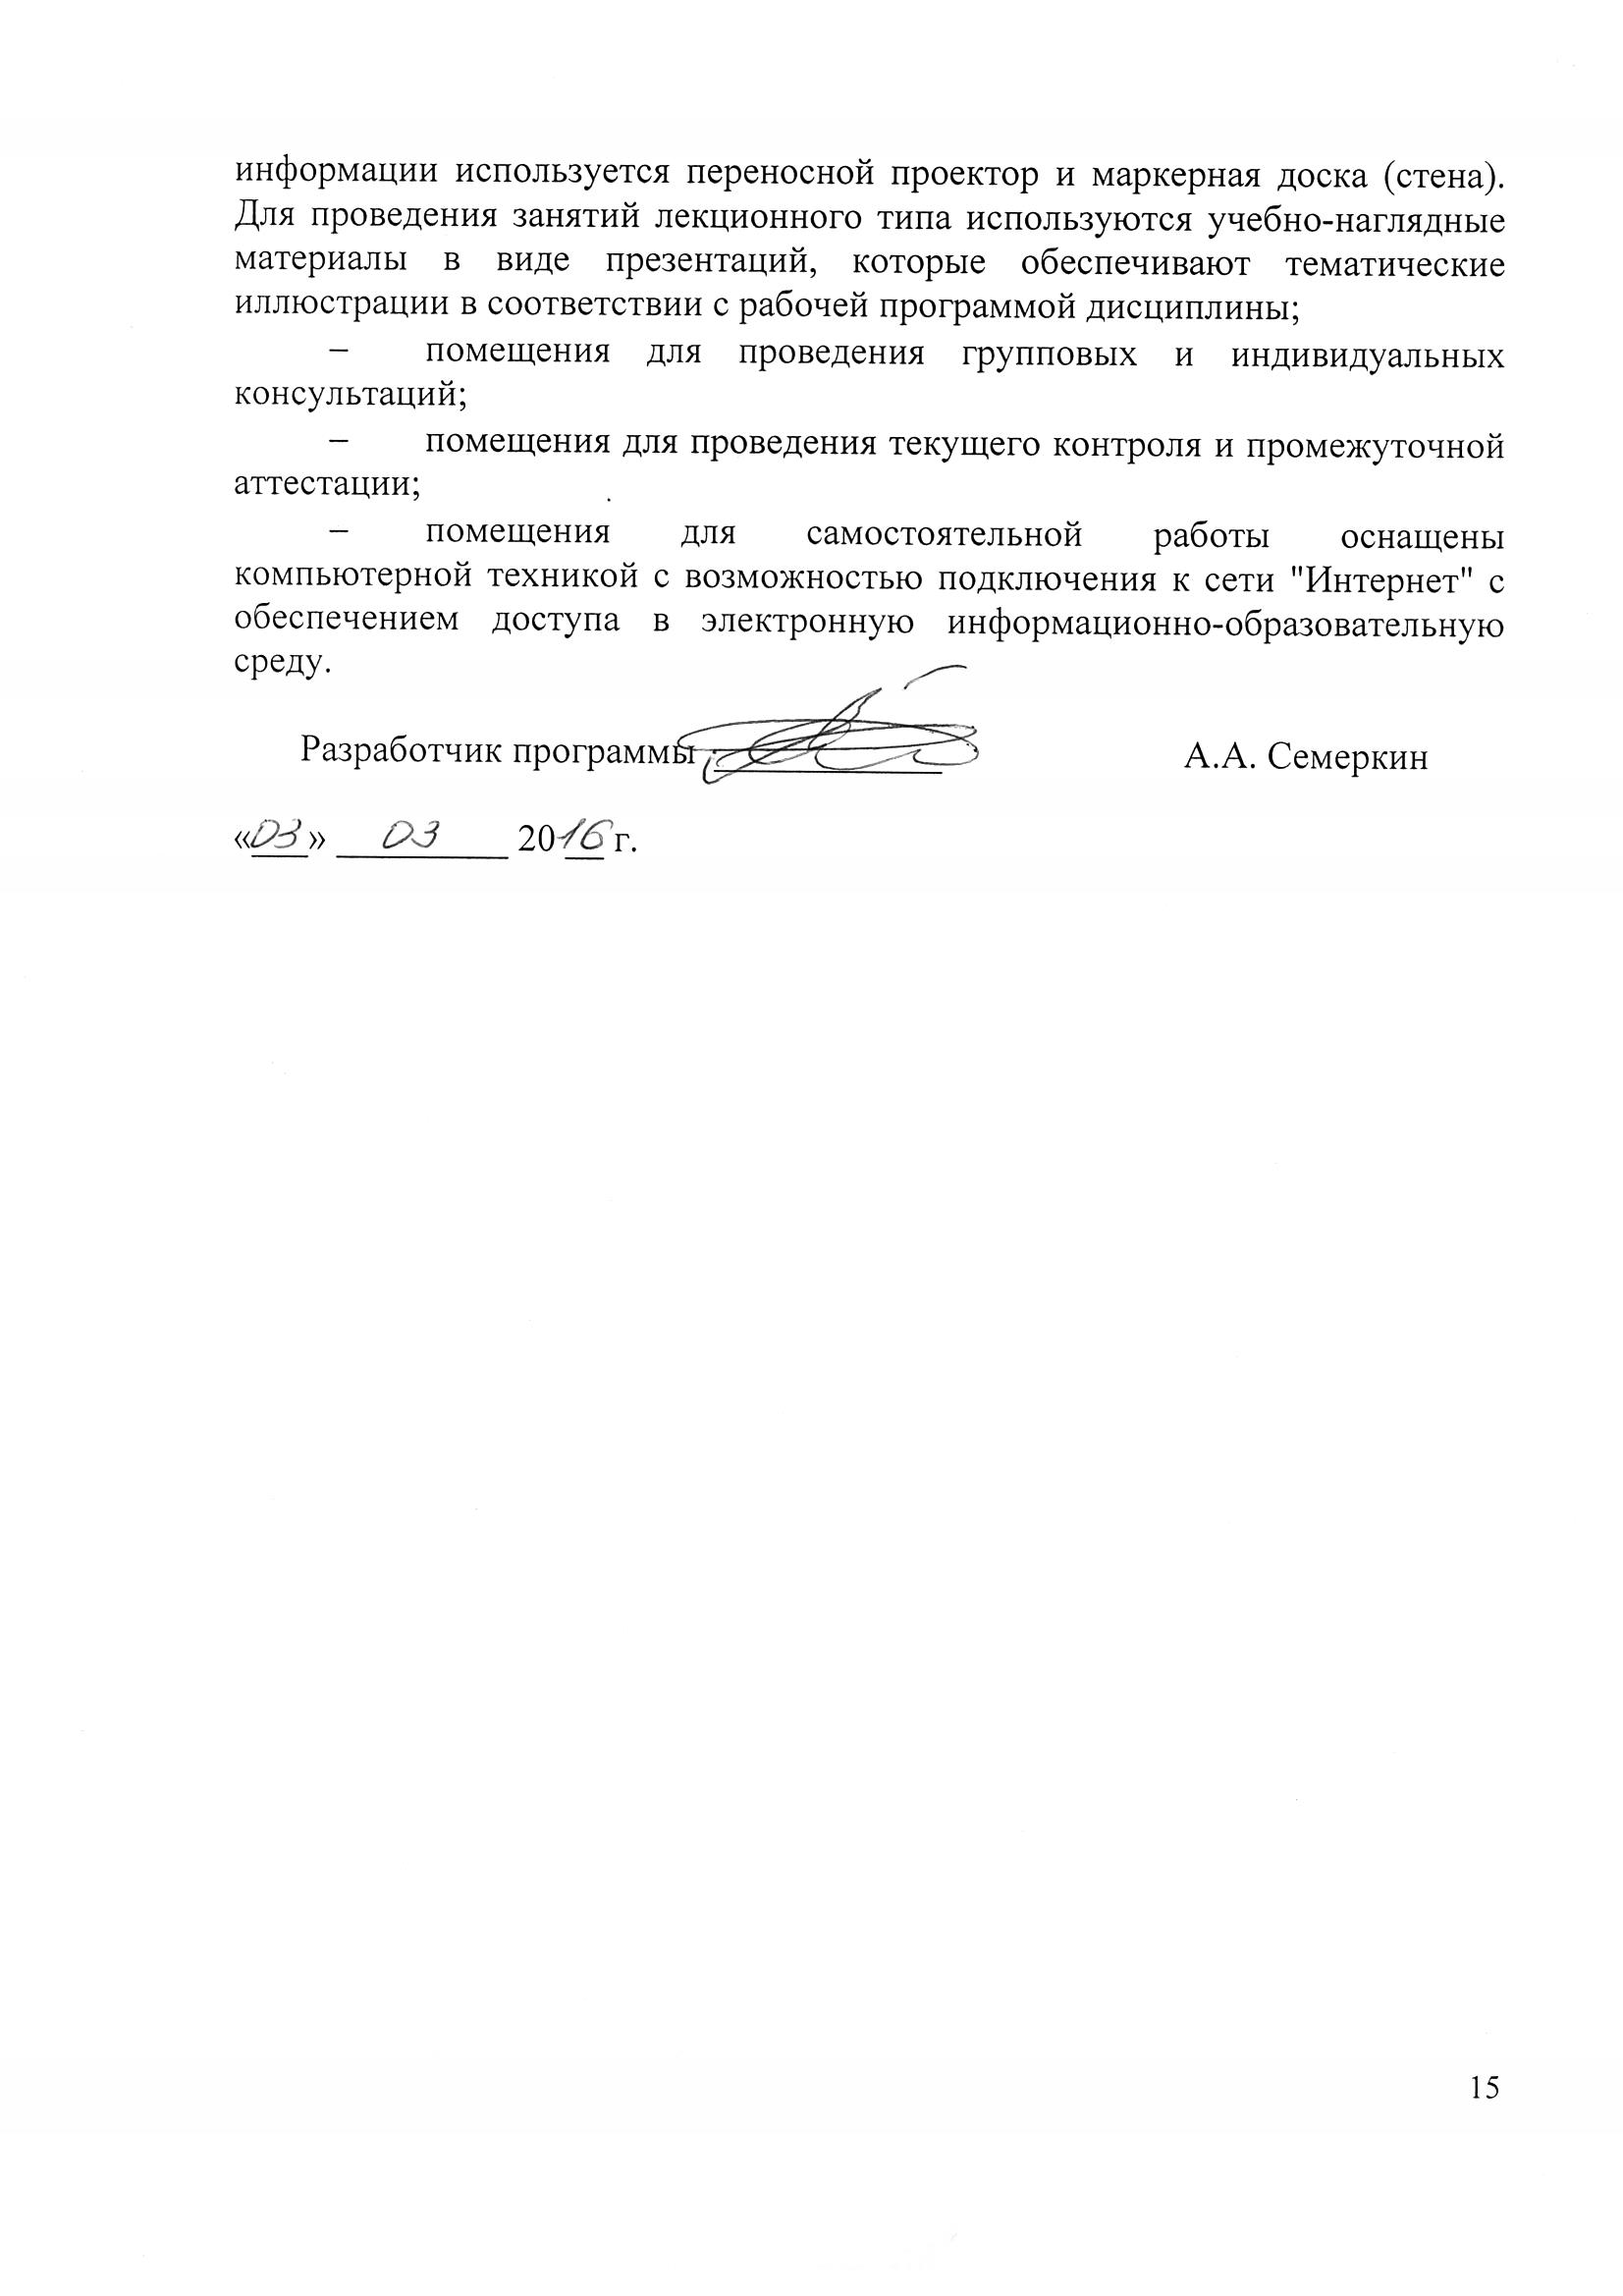 информации используется переносной проектор и маркерная доска (стена).
Для проведения занятий лекционного типа используются учебно-наглядные
материалы в виде презентаций, которые обеспечивают тематические
иллюстрации в соответствии с рабочей программой дисциплины;
– помещения для проведения групповых и индивидуальных
консультаций;
– помещения для проведения текущего контроля и промежуточной
аттестации;
– помещения для самостоятельной работы оснащены
компьютерной техникой с возможностью подключения к сети "Интернет" с
обеспечением доступа в электронную информационно-образовательную
среду.
Разработчик программы А.А. Семеркин
«03» 03 2016 г.
15